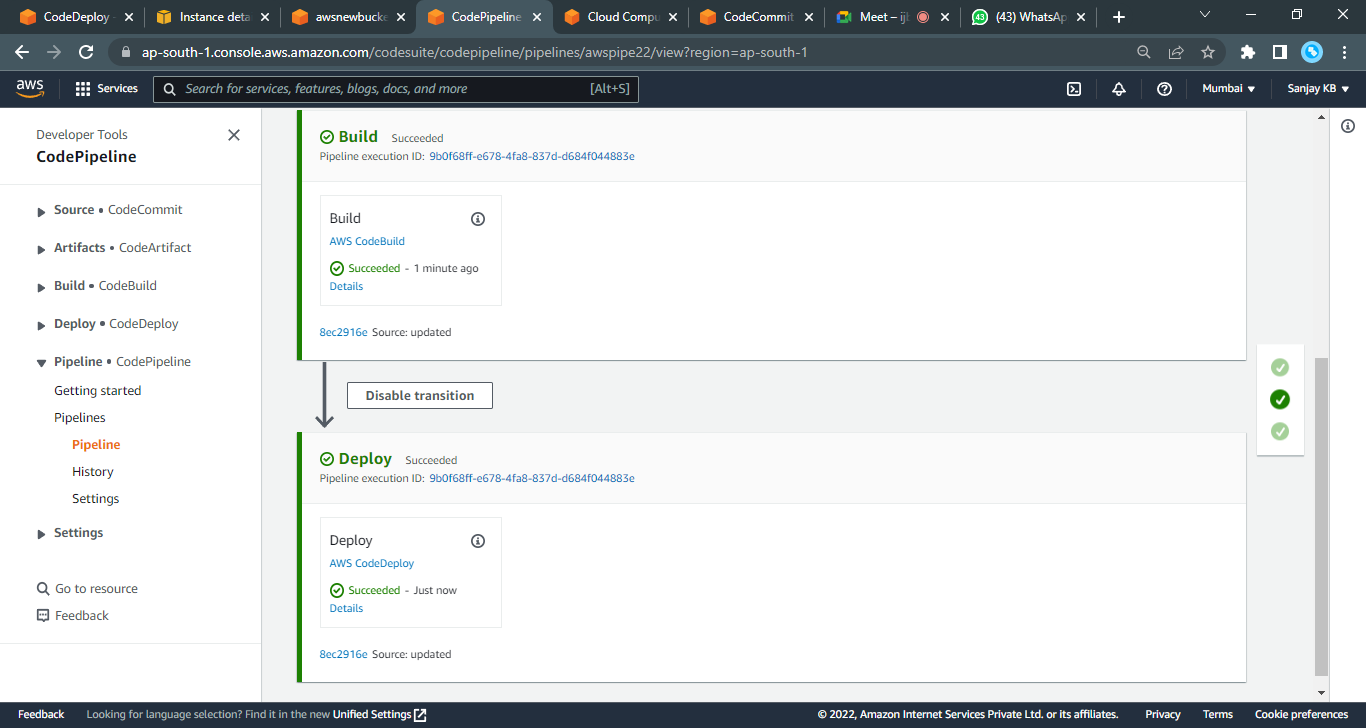 CodeDeploy -
Instance deta
awsnewbucke
CodePipeline
Cloud Compu
CodeCommit
Meet – ijt
(43) WhatsAp
ap-south-1.console.aws.amazon.com/codesuite/codepipeline/pipelines/awspipe22/view?region=ap-south-1
aws
Services
Search for services, features, blogs, docs, and more
[Alt+S]
Mumbai
Sanjay KB
Developer Tools
CodePipeline
Source • CodeCommit
Artifacts • CodeArtifact
Build • CodeBuild
Deploy • CodeDeploy
Pipeline • CodePipeline
Getting started
Pipelines
Pipeline
History
Settings
Settings
Go to resource
Feedback
Build Succeeded
Pipeline execution ID: 9b0f68ff-e678-4fa8-837d-d684f044883e
Build
AWS CodeBuild
Succeeded - 1 minute ago
Details
8ec2916e Source: updated
Disable transition
Deploy Succeeded
Pipeline execution ID: 9b0f68ff-e678-4fa8-837d-d684f044883e
Deploy
AWS CodeDeploy
Succeeded - Just now
Details
8ec2916e Source: updated
Feedback
Looking for language selection? Find it in the new Unified Settings
© 2022, Amazon Internet Services Private Ltd. or its affiliates.
Privacy
Terms
Cookie preferences